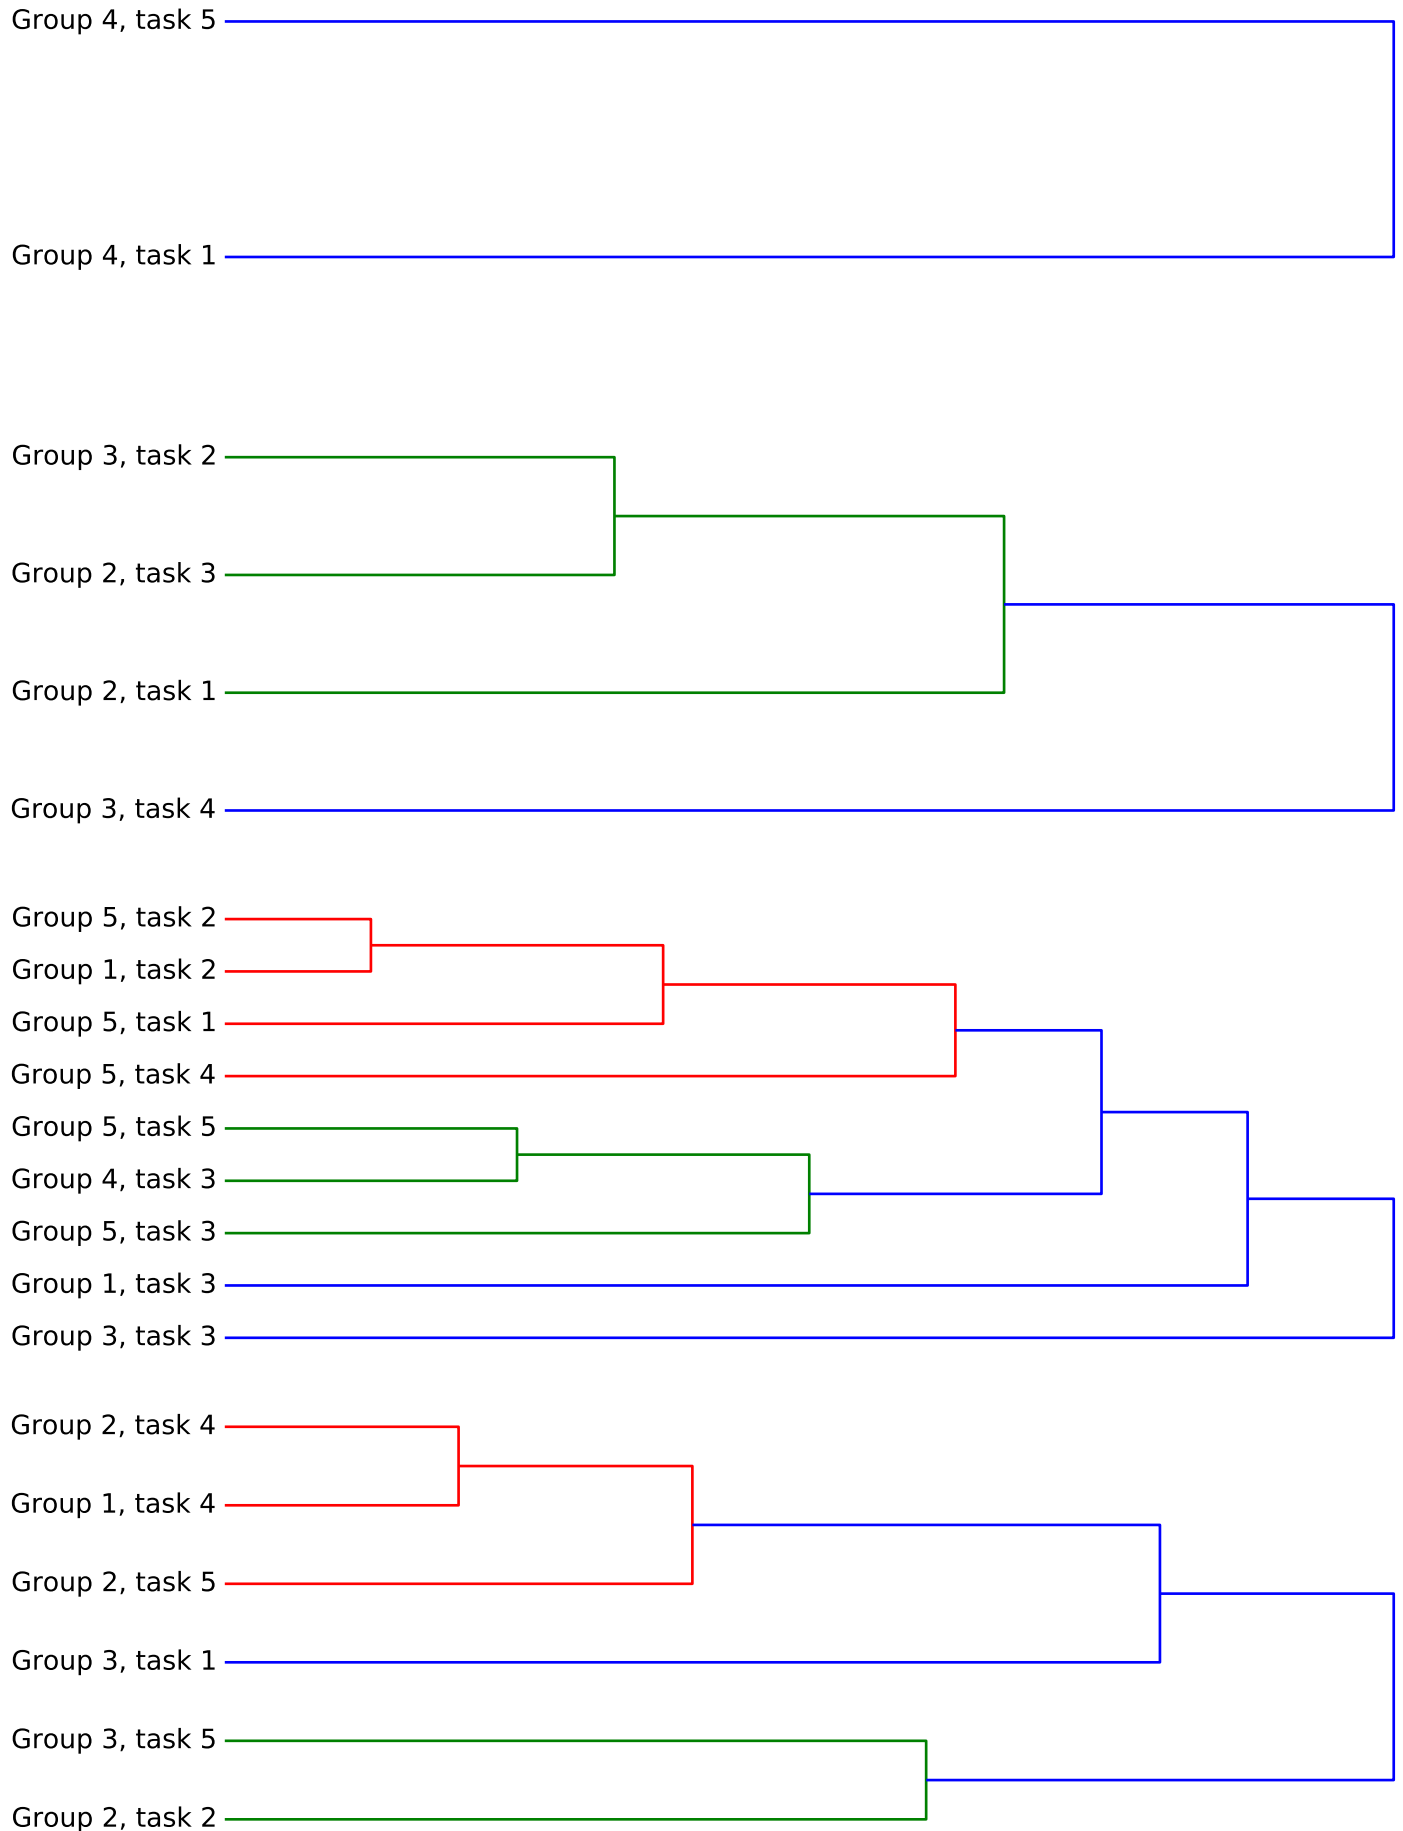 Group 4, task 5
Group 4, task 1
Group 3, task 2
Group 2, task 3
Group 2, task 1
Group 3, task 4
Group 5, task 2
Group 1, task 2
Group 5, task 1
Group 5, task 4
Group 5, task 5
Group 4, task 3
Group 5, task 3
Group 1, task 3
Group 3, task 3
Group 2, task 4
Group 1, task 4
Group 2, task 5
Group 3, task 1
Group 3, task 5
Group 2, task 2